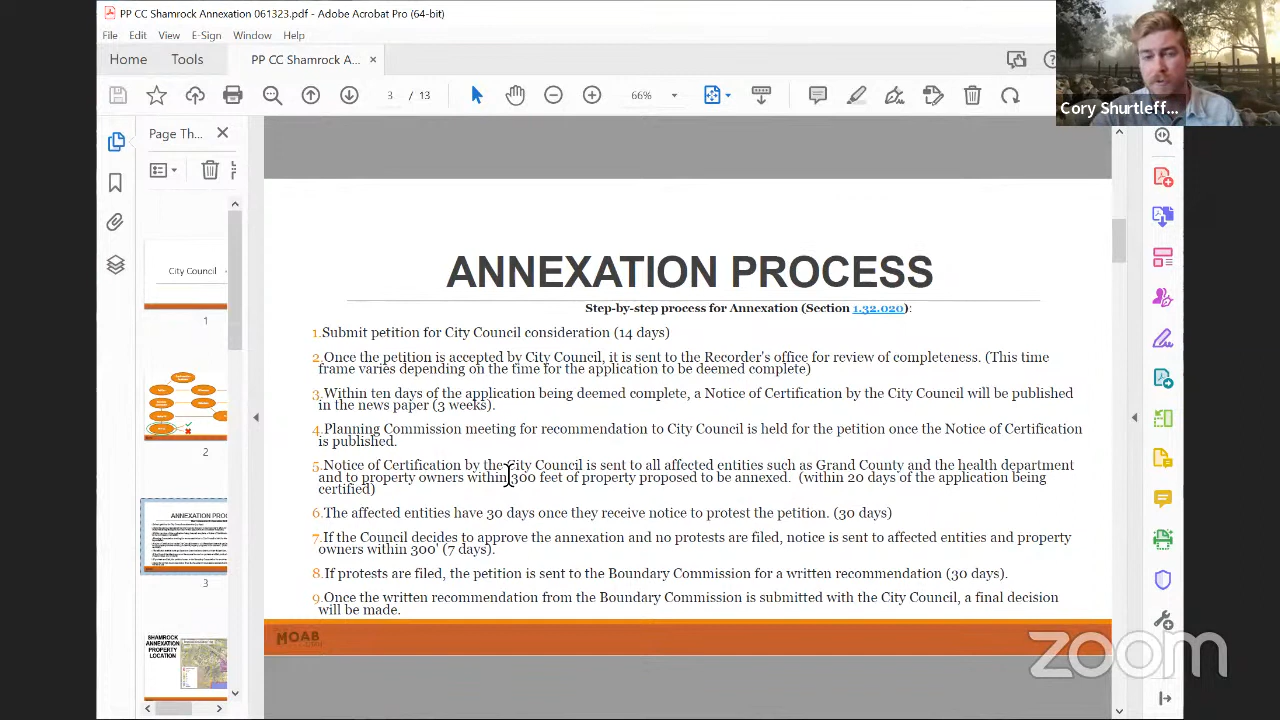 PP CC Shamrock Annexation 061323.pdf - Adobe Acrobat Pro (64-bit)
File Edit View E-Sign Window Help
Home Tools PP CC Shamrock A... ×
3 / 13 66%
Cory Shurtleff...
Page Th...
City Council
1
2
ANNEXATION PROC
3
SHAMROCK
ANNEXATION
PROPERTY
LOCATION
ANNEXATION PROCESS
Step-by-step process for Annexation (Section 1.32.020):
1.Submit petition for City Council consideration (14 days)
2.Once the petition is accepted by City Council, it is sent to the Recorder's office for review of completeness. (This time
frame varies depending on the time for the application to be deemed complete)
3.Within ten days of the application being deemed complete, a Notice of Certification by the City Council will be published
in the news paper (3 weeks).
4.Planning Commission meeting for recommendation to City Council is held for the petition once the Notice of Certification
is published.
5.Notice of Certification By the City Council is sent to all affected entities such as Grand County and the health department
and to property owners within 300 feet of property proposed to be annexed. (within 20 days of the application being
certified)
6.The affected entities have 30 days once they receive notice to protest the petition. (30 days)
7.If the Council decides to approve the annexation and no protests are filed, notice is sent to affected entities and property
owners within 300' (7 days).
8.If protests are filed, the petition is sent to the Boundary Commission for a written recommendation (30 days).
9.Once the written recommendation from the Boundary Commission is submitted with the City Council, a final decision
will be made.
MOAB
zoom